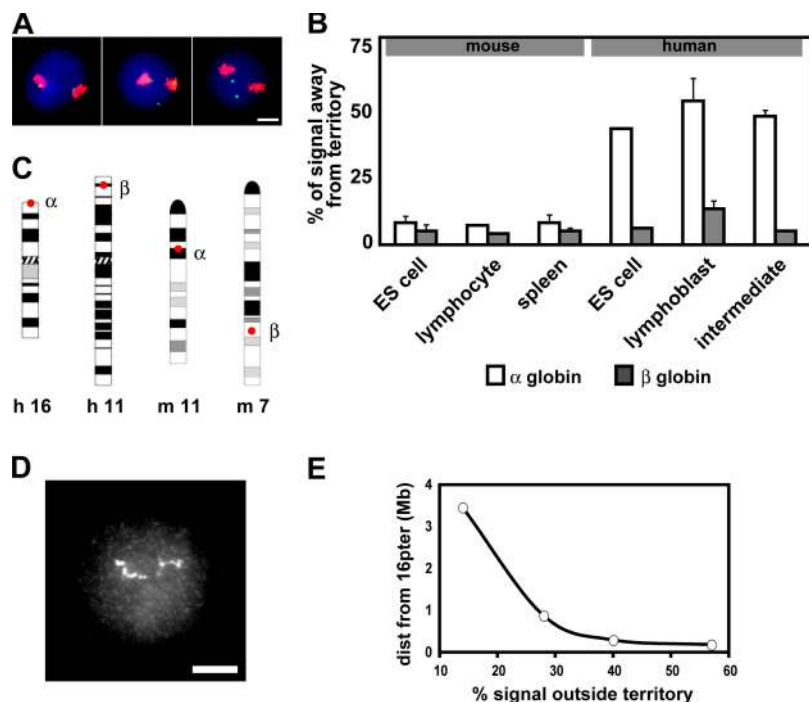 A
B
75
50
25
0
% of signal away
from territory
mouse
human
ES cell
lymphocyte
spleen
ES cell
lymphoblast
intermediate
α globin
β globin
C
α
β
α
β
h 16
h 11
m 11
m 7
D
E
4
3
2
1
0
dist from 16pter (Mb)
10
20
30
40
50
60
% signal outside territory